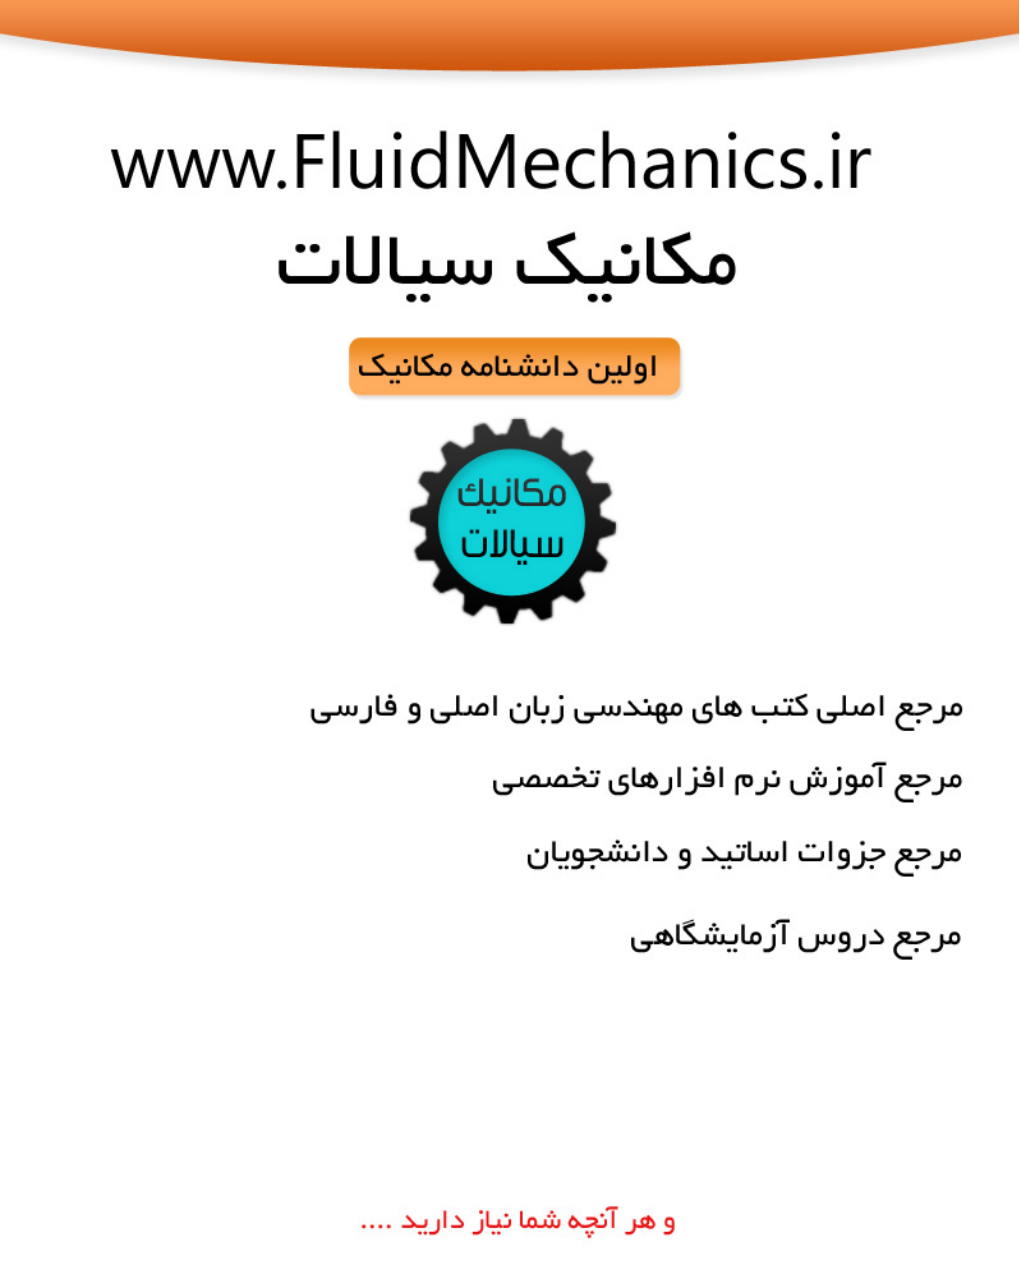 www.FluidMechanics.ir
مکانیک سیالات
اولین دانشنامه مکانیک
مکانیك
سیالات
مرجع اصلی کتب های مهندسی زبان اصلی و فارسی
مرجع آموزش نرم افزارهای تخصصی
مرجع جزوات اساتید و دانشجویان
مرجع دروس آزمایشگاهی
و هر آنچه شما نیاز دارید ....